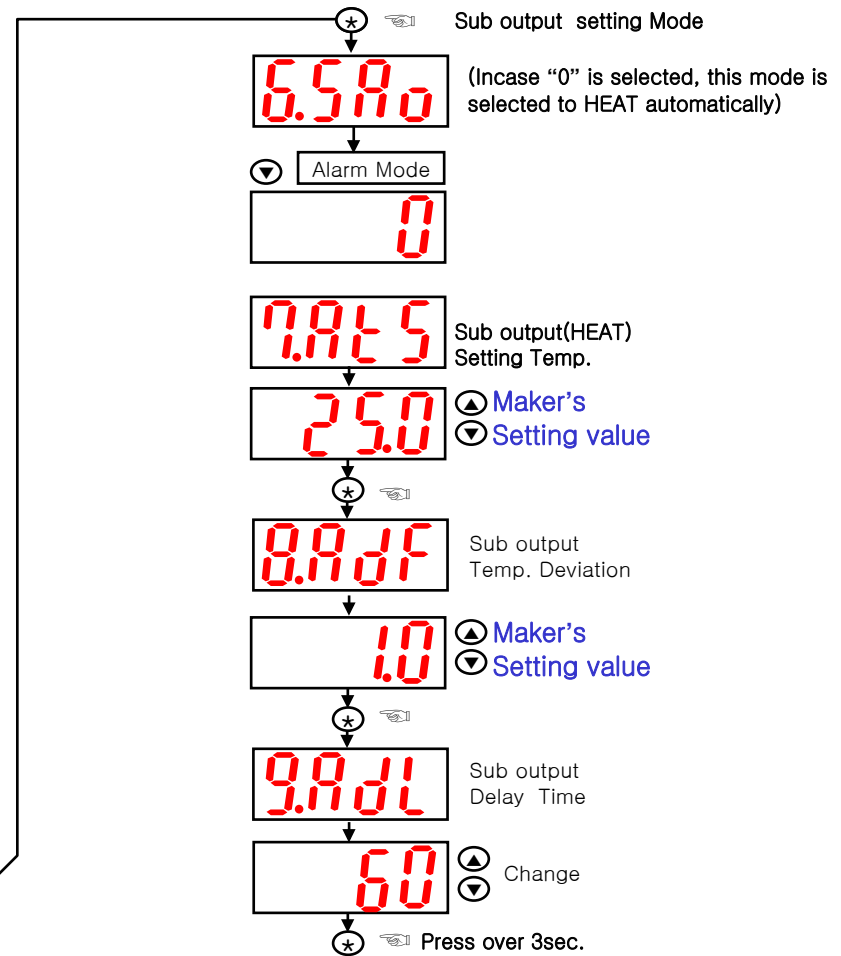 Sub output setting Mode
6.SAo
(Incase “0” is selected, this mode is
selected to HEAT automatically)
Alarm Mode
0
7.AtS
Sub output(HEAT)
Setting Temp.
25.0
Maker’s
Setting value
8.AdF
Sub output
Temp. Deviation
1.0
Maker’s
Setting value
9.AdL
Sub output
Delay Time
60
Change
Press over 3sec.